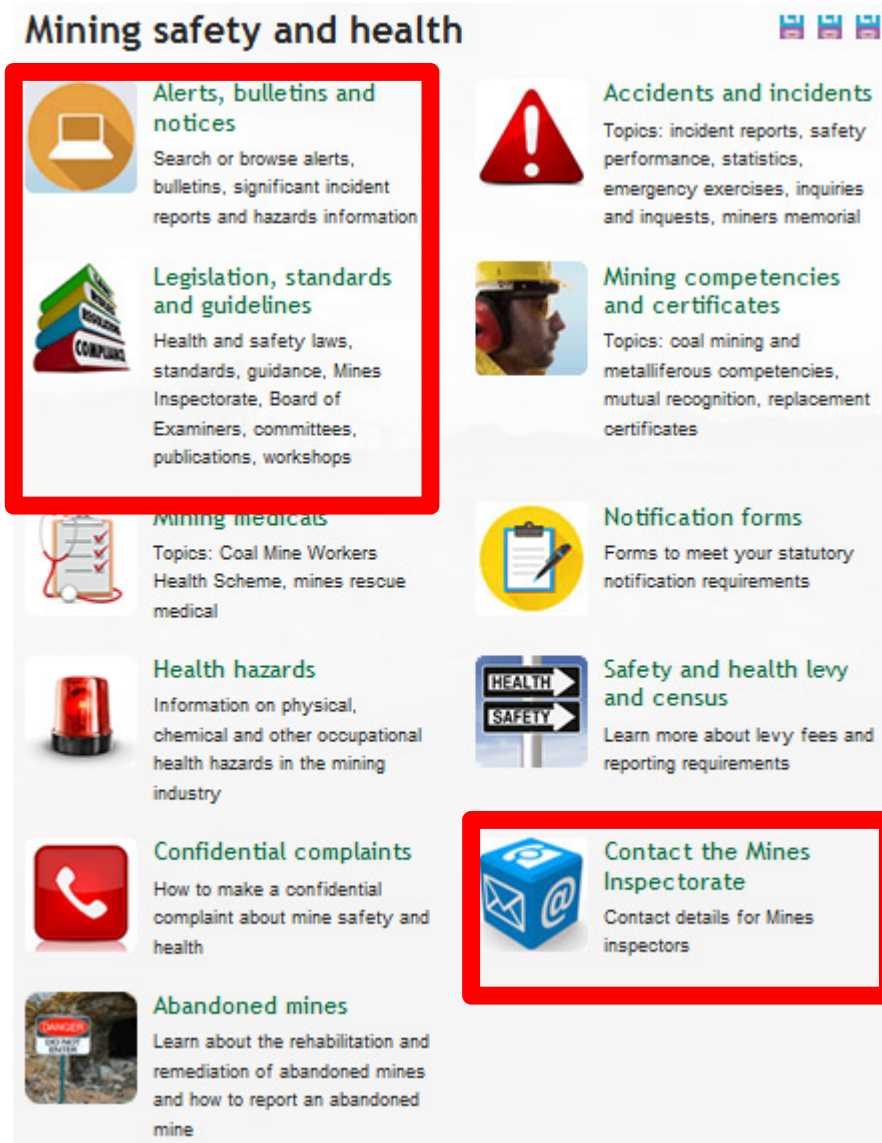 Mining safety and health
Alerts, bulletins and
notices
Search or browse alerts,
bulletins, significant incident
reports and hazards information
Accidents and incidents
Topics: incident reports, safety
performance, statistics,
emergency exercises, inquiries
and inquests, miners memorial
COMPLIANCE
REGULATIONS
Legislation, standards
and guidelines
Health and safety laws,
standards, guidance, Mines
Inspectorate, Board of
Examiners, committees,
publications, workshops
Mining competencies
and certificates
Topics: coal mining and
metalliferous competencies,
mutual recognition, replacement
certificates
Mining medicals
Topics: Coal Mine Workers
Health Scheme, mines rescue
medical
Notification forms
Forms to meet your statutory
notification requirements
Health hazards
Information on physical,
chemical and other occupational
health hazards in the mining
industry
HEALTH
SAFETY
Safety and health levy
and census
Learn more about levy fees and
reporting requirements
Confidential complaints
How to make a confidential
complaint about mine safety and
health
@
Contact the Mines
Inspectorate
Contact details for Mines
inspectors
DANGER
DO NOT
ENTER
Abandoned mines
Learn about the rehabilitation and
remediation of abandoned mines
and how to report an abandoned
mine